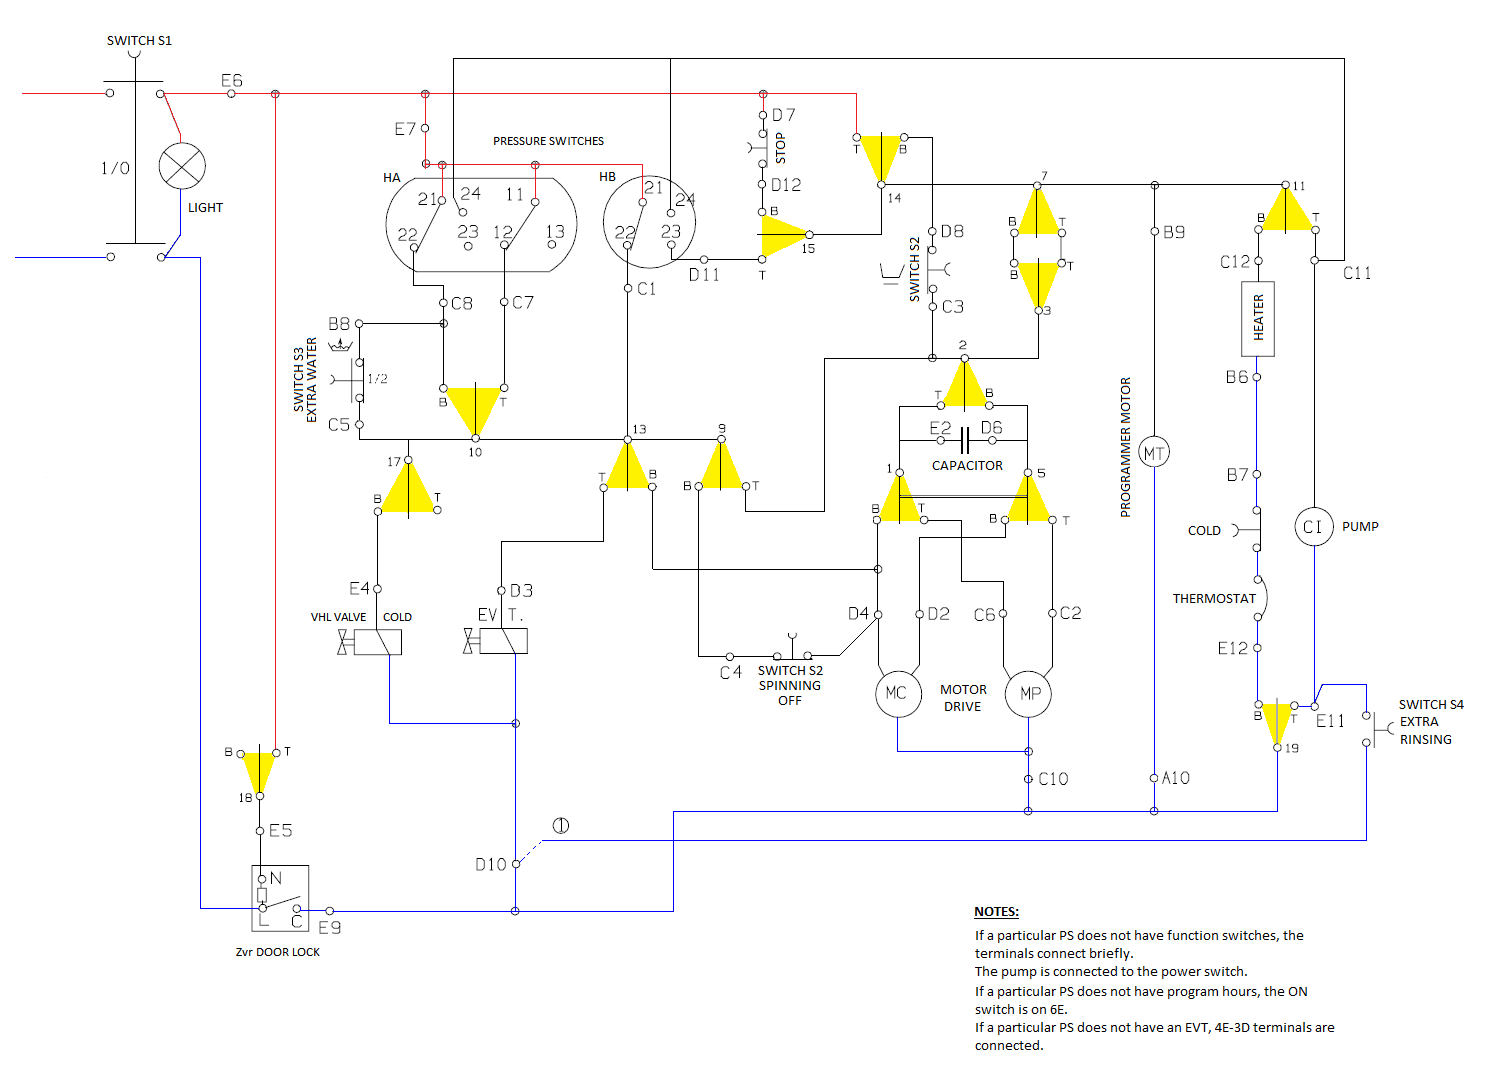 SWITCH S1
E6
1/0
LIGHT
E7
PRESSURE SWITCHES
HA
21
24
11
22
23
12
13
HB
21
24
22
23
D7
STOP
D12
B
T
15
D11
T
B
14
D8
SWITCH S2
C3
7
B
T
B
T
3
B9
11
B
T
C12
C11
HEATER
B6
C8
C7
C1
B8
SWITCH S3
EXTRA WATER
1/2
C5
B
T
10
2
T
B
E2
D6
CAPACITOR
PROGRAMMER MOTOR
MT
B7
COLD
CI
PUMP
THERMOSTAT
E12
17
B
T
13
T
B
9
B
T
1
B
T
5
B
T
E4
D3
VHL VALVE
COLD
EV T.
D4
D2
C6
C2
C4
SWITCH S2
SPINNING
OFF
MC
MOTOR
DRIVE
MP
B
T
E11
19
SWITCH S4
EXTRA
RINSING
C10
A10
B
T
18
E5
1
D10
N
L
C
E9
Zvr DOOR LOCK
NOTES:
If a particular PS does not have function switches, the
terminals connect briefly.
The pump is connected to the power switch.
If a particular PS does not have program hours, the ON
switch is on 6E.
If a particular PS does not have an EVT, 4E-3D terminals are
connected.